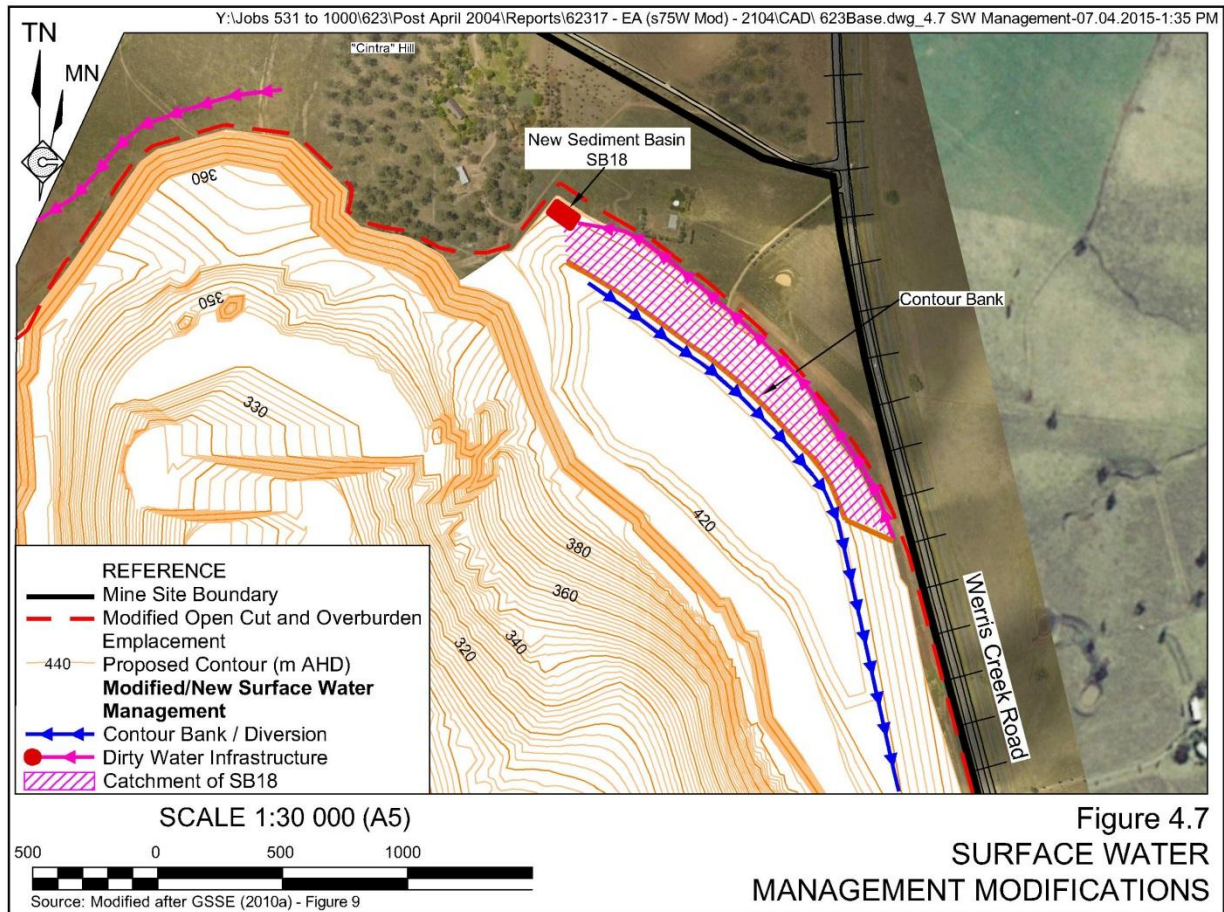 Y:\Jobs 531 to 1000\623\Post April 2004\Reports\62317 - EA (s75W Mod) - 2104\CAD\ 623Base.dwg_4.7 SW Management-07.04.2015-1:35 PM
TN
MN
"Cintra" Hill
New Sediment Basin
SB18
360
350
330
Contour Bank
420
380
360
340
320
Werris Creek Road
REFERENCE
Mine Site Boundary
Modified Open Cut and Overburden
Emplacement
440 Proposed Contour (m AHD)
Modified/New Surface Water
Management
Contour Bank / Diversion
Dirty Water Infrastructure
Catchment of SB18
SCALE 1:30 000 (A5)
500 0 500 1000
Source: Modified after GSSE (2010a) - Figure 9
Figure 4.7
SURFACE WATER
MANAGEMENT MODIFICATIONS